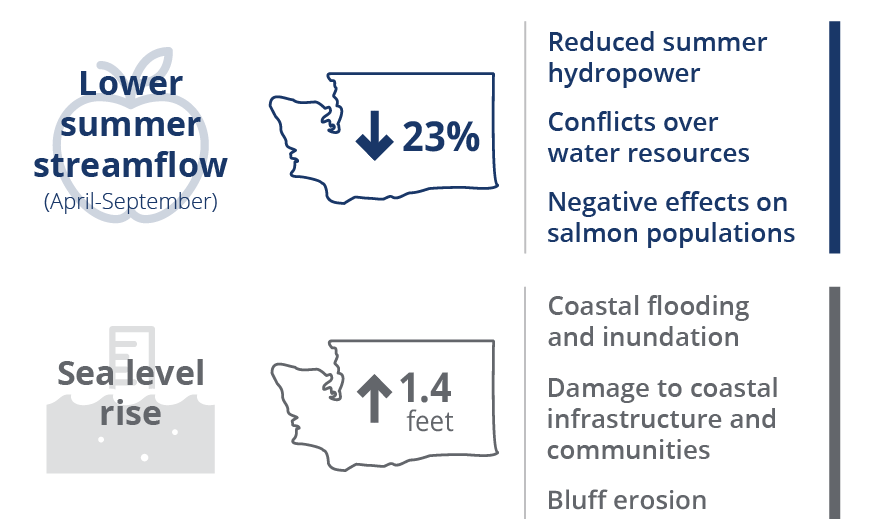 Lower
summer
streamflow
(April-September)
23%
Reduced summer
hydropower
Conflicts over
water resources
Negative effects on
salmon populations
Sea level
rise
1.4
feet
Coastal flooding
and inundation
Damage to coastal
infrastructure and
communities
Bluff erosion